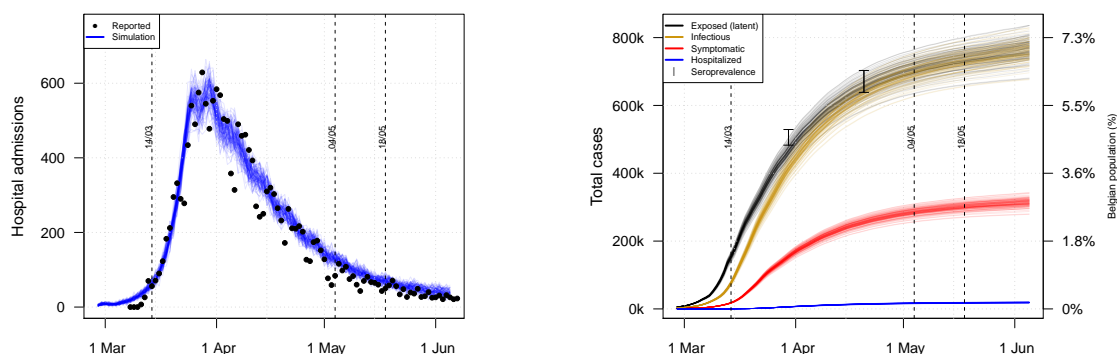 Reported
Simulation
Hospital admissions
600
400
200
0
14/03
04/05
18/05
1 Mar
1 Apr
1 May
1 Jun
Exposed (latent)
Infectious
Symptomatic
Hospitalized
Seroprevalence
Total cases
800k
600k
400k
200k
0k
14/03
04/05
18/05
1 Mar
1 Apr
1 May
1 Jun
7.3%
5.5%
3.6%
1.8%
0%
Belgian population (%)